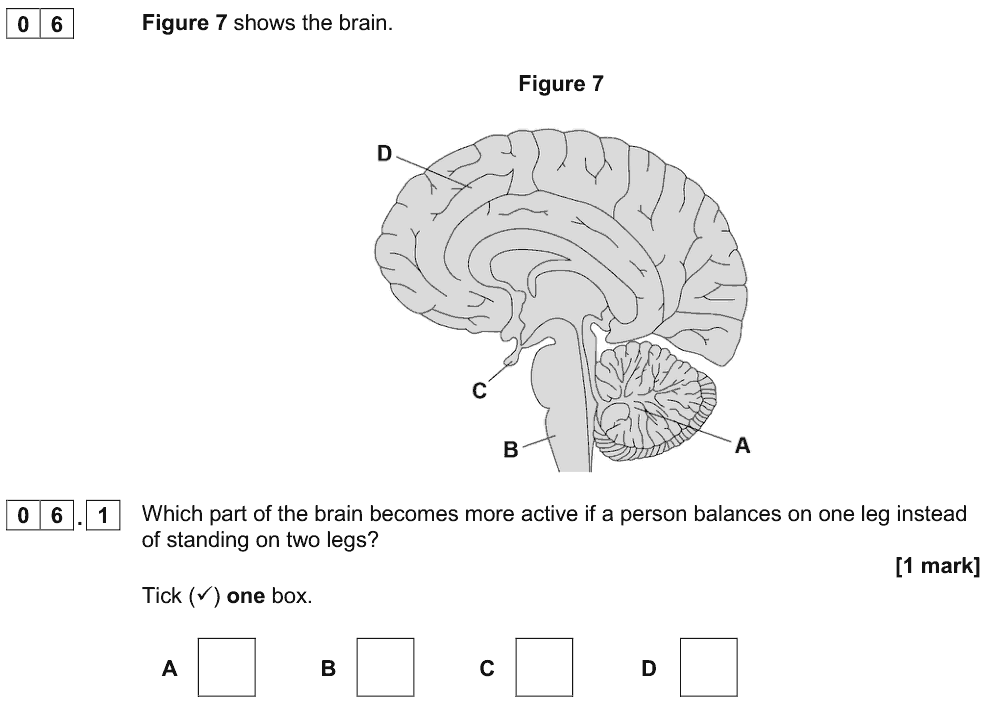 0 6 Figure 7 shows the brain.
Figure 7
D
C
B
A
0 6 . 1 Which part of the brain becomes more active if a person balances on one leg instead
of standing on two legs?
[1 mark]
Tick (✓) one box.
A B C D